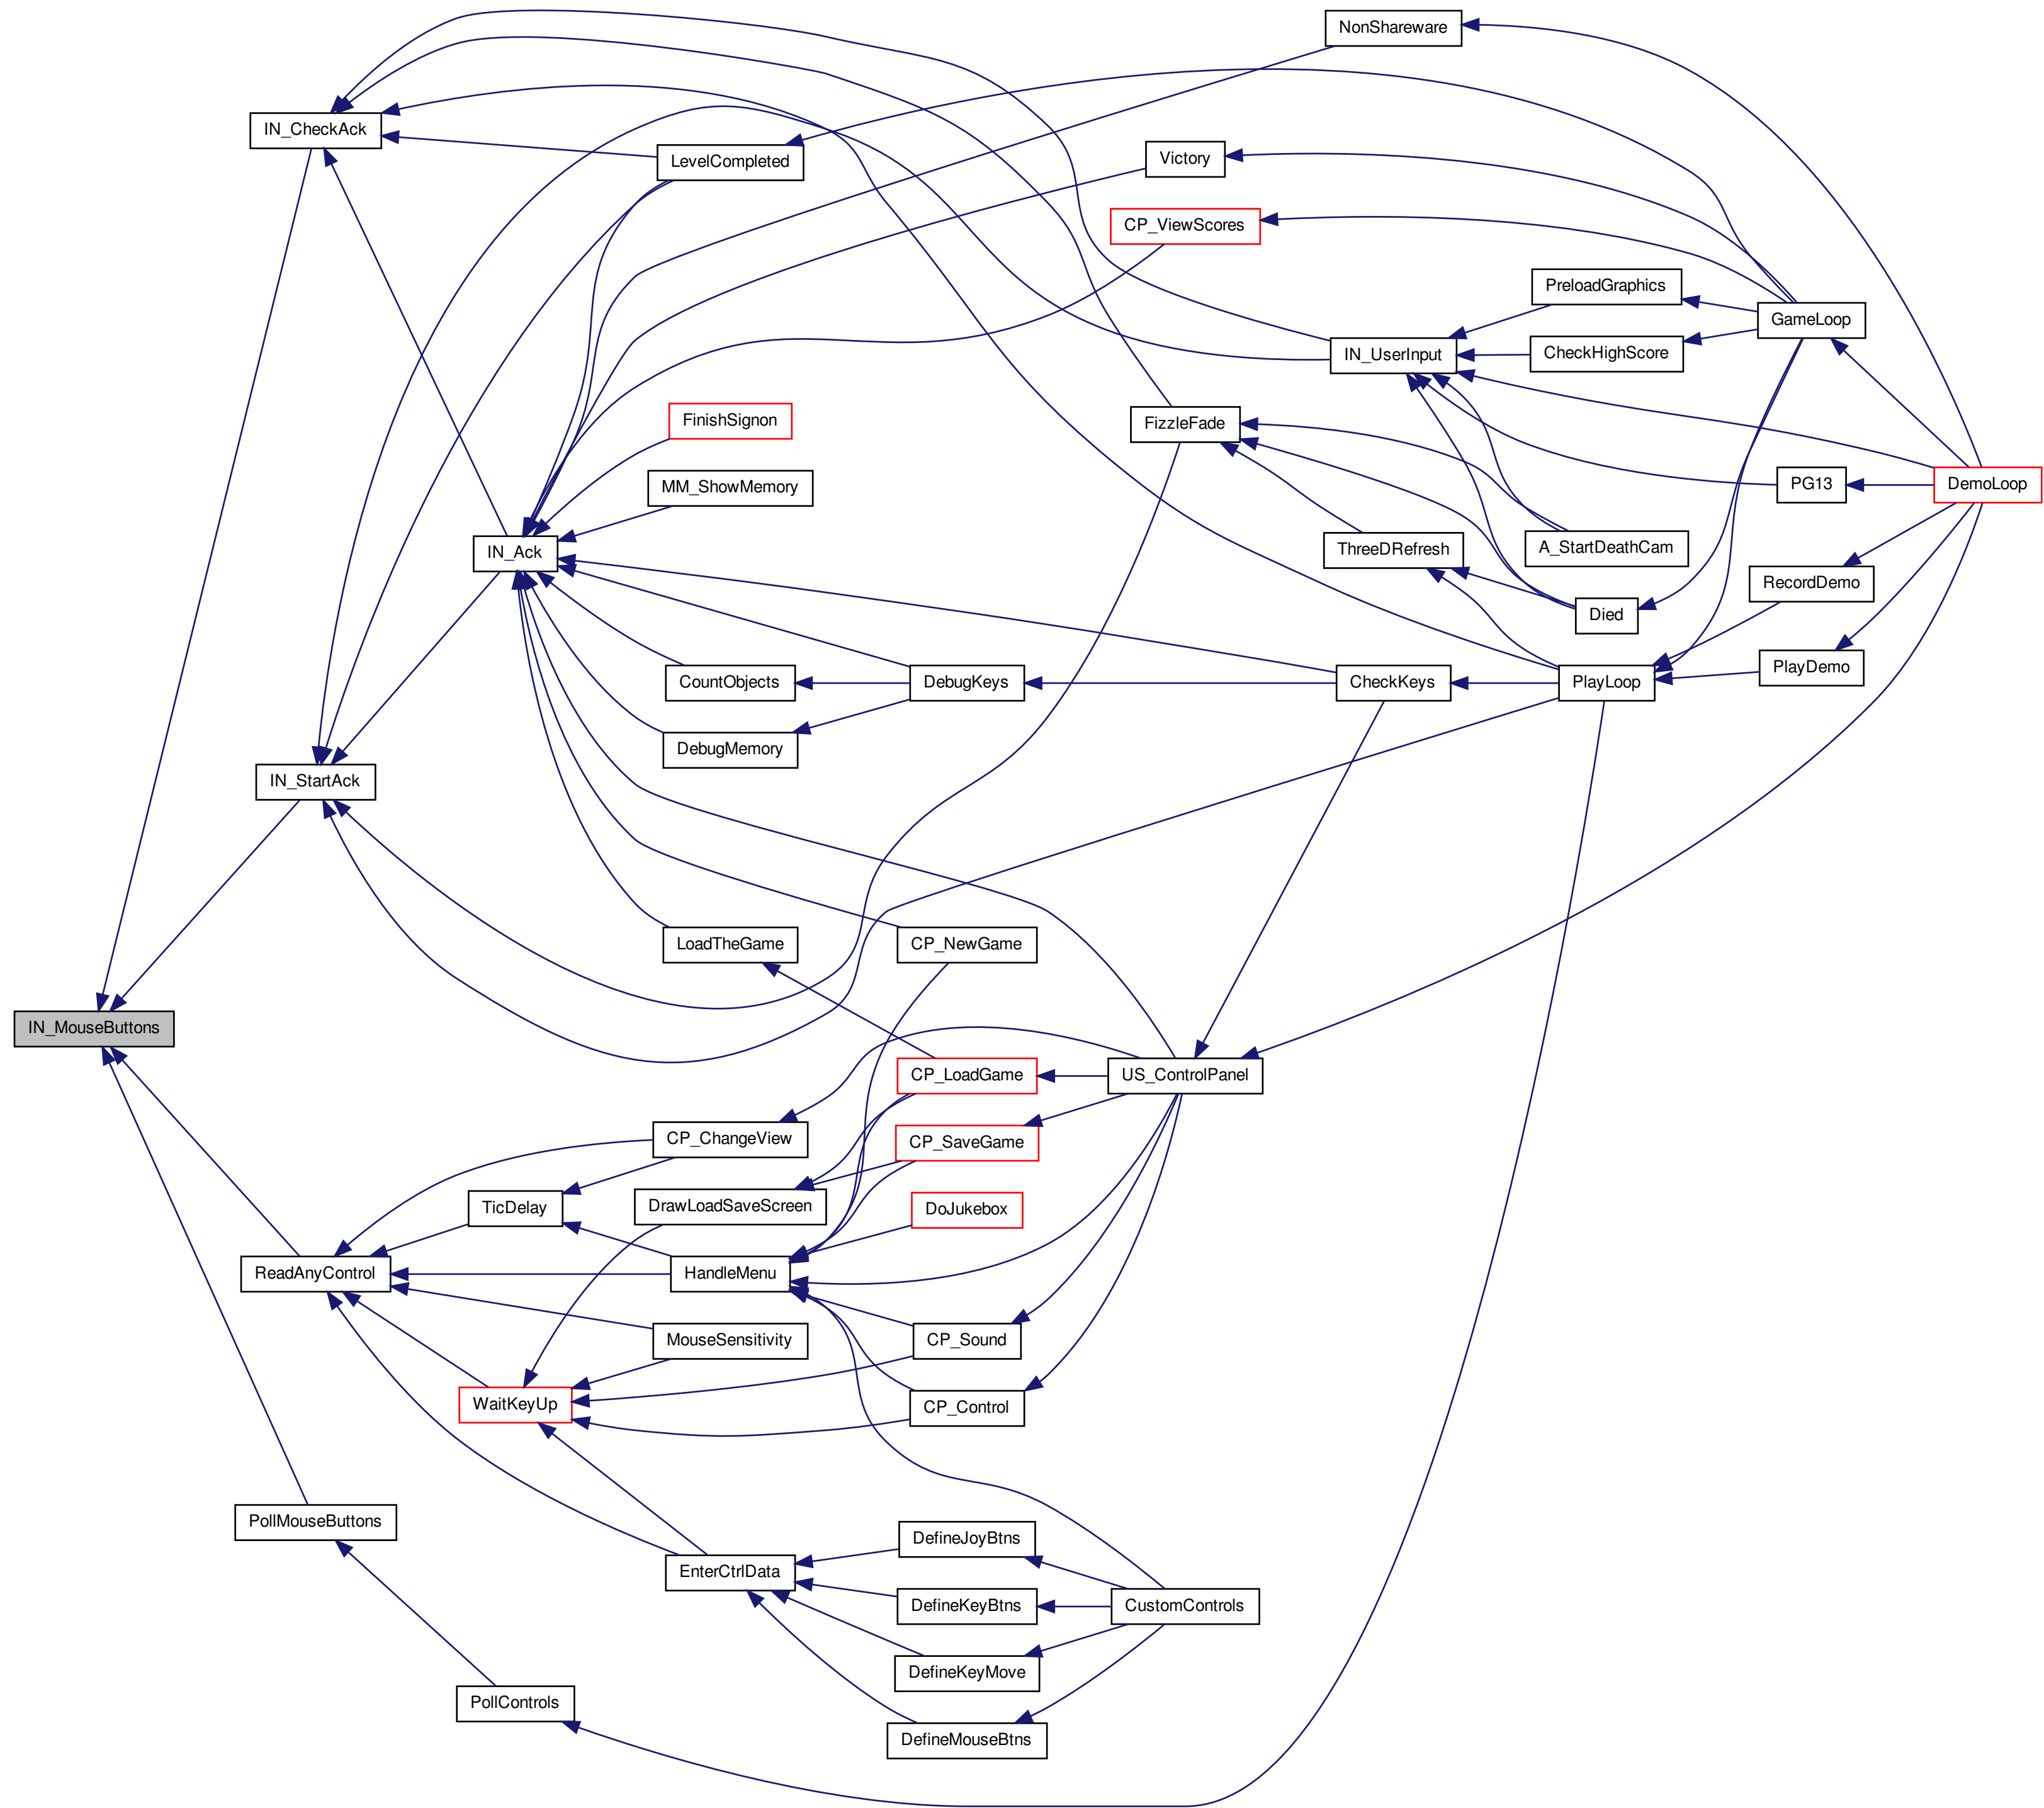 NonShareware
IN_CheckAck
LevelCompleted
Victory
CP_ViewScores
PreloadGraphics
GameLoop
IN_UserInput
CheckHighScore
FinishSignon
FizzleFade
MM_ShowMemory
PG13
DemoLoop
IN_Ack
ThreeDRefresh
A_StartDeathCam
RecordDemo
Died
CountObjects
DebugKeys
CheckKeys
PlayLoop
PlayDemo
DebugMemory
IN_StartAck
LoadTheGame
CP_NewGame
IN_MouseButtons
CP_LoadGame
US_ControlPanel
CP_ChangeView
CP_SaveGame
TicDelay
DrawLoadSaveScreen
DoJukebox
ReadAnyControl
HandleMenu
MouseSensitivity
CP_Sound
WaitKeyUp
CP_Control
PollMouseButtons
DefineJoyBtns
EnterCtrlData
DefineKeyBtns
CustomControls
DefineKeyMove
PollControls
DefineMouseBtns